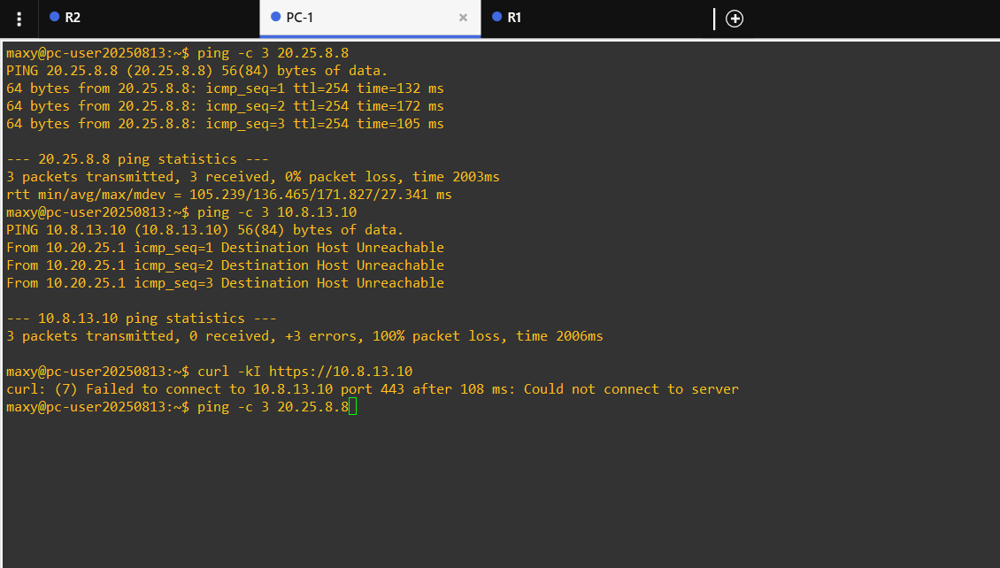 R2
PC-1
R1
maxy@pc-user20250813:~$ ping -c 3 20.25.8.8
PING 20.25.8.8 (20.25.8.8) 56(84) bytes of data.
64 bytes from 20.25.8.8: icmp_seq=1 ttl=254 time=132 ms
64 bytes from 20.25.8.8: icmp_seq=2 ttl=254 time=172 ms
64 bytes from 20.25.8.8: icmp_seq=3 ttl=254 time=105 ms
--- 20.25.8.8 ping statistics ---
3 packets transmitted, 3 received, 0% packet loss, time 2003ms
rtt min/avg/max/mdev = 105.239/136.465/171.827/27.341 ms
maxy@pc-user20250813:~$ ping -c 3 10.8.13.10
PING 10.8.13.10 (10.8.13.10) 56(84) bytes of data.
From 10.20.25.1 icmp_seq=1 Destination Host Unreachable
From 10.20.25.1 icmp_seq=2 Destination Host Unreachable
From 10.20.25.1 icmp_seq=3 Destination Host Unreachable
--- 10.8.13.10 ping statistics ---
3 packets transmitted, 0 received, +3 errors, 100% packet loss, time 2006ms
maxy@pc-user20250813:~$ curl -kI https://10.8.13.10
curl: (7) Failed to connect to 10.8.13.10 port 443 after 108 ms: Could not connect to server
maxy@pc-user20250813:~$ ping -c 3 20.25.8.8